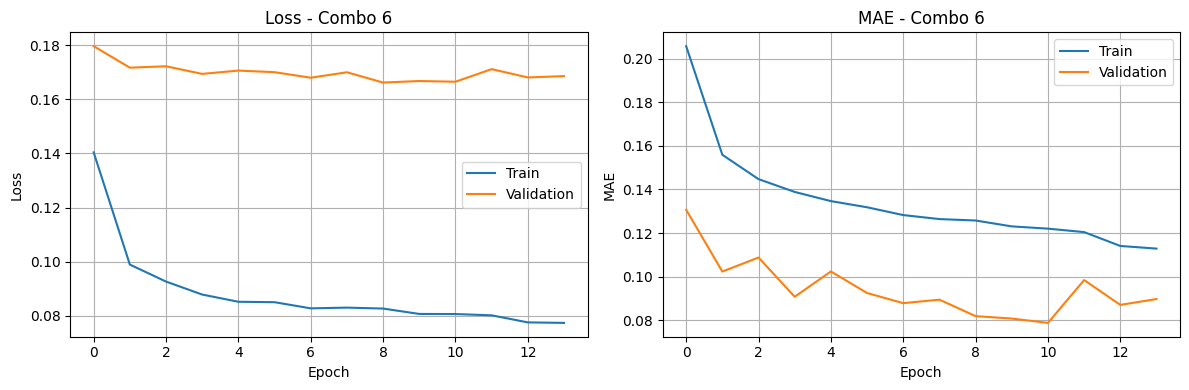 Loss - Combo 6
0.18
0.16
0.14
0.12
0.10
0.08
Loss
Train
Validation
0 2 4 6 8 10 12
Epoch
MAE - Combo 6
0.20
0.18
0.16
0.14
0.12
0.10
0.08
MAE
Train
Validation
0 2 4 6 8 10 12
Epoch